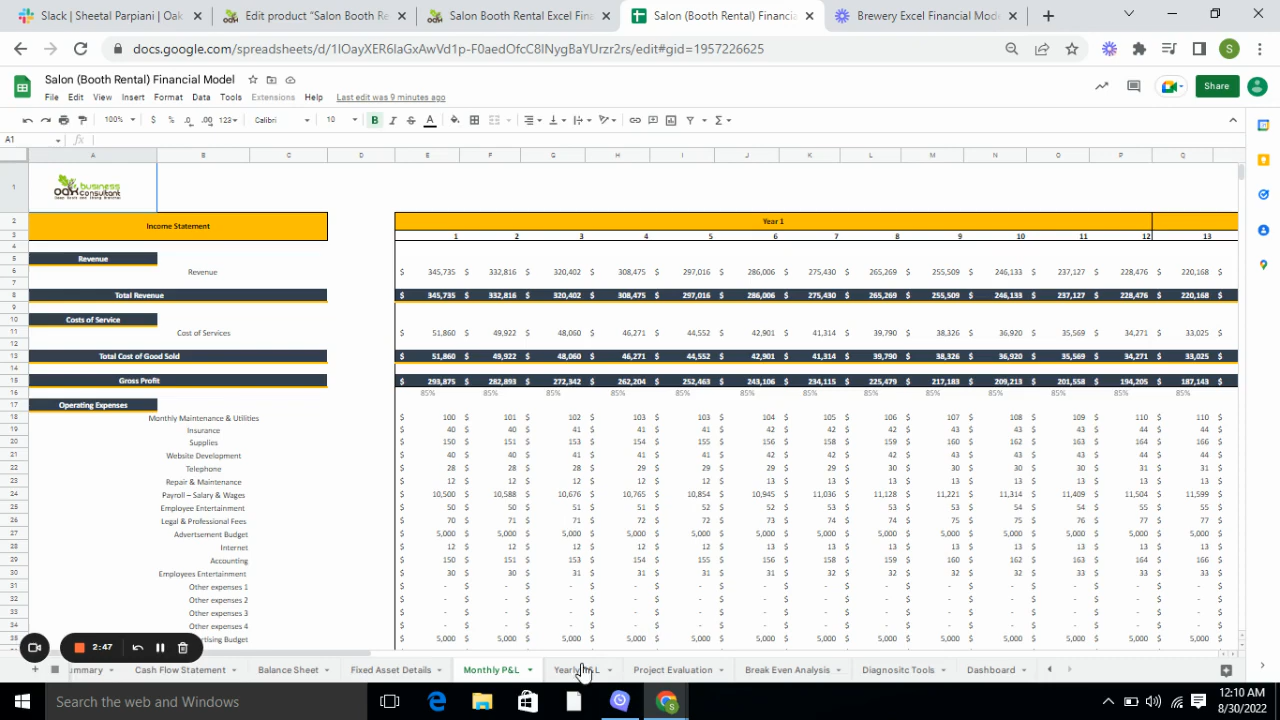 Slack | Sheetal Parpiani | Oak
Edit product "Salon Booth Re
Salon Booth Rental Excel Finan
Salon (Booth Rental) Financial
Brewery Excel Financial Mode
docs.google.com/spreadsheets/d/1IOayXER6IaGxAwVd1p-F0aedOfcC8INygBaYUrzr2rs/edit#gid=1957226625
Salon (Booth Rental) Financial Model
File Edit View Insert Format Data Tools Extensions Help Last edit was 9 minutes ago
Share
100% $ % .0 .00 123 Calibri 10 B I S A
A1 fx
A B C D E F G H I J K L M N O P Q
business
oak consultant
Income Statement Year 1
1 2 3 4 5 6 7 8 9 10 11 12 13
Revenue
Revenue $ 345,735 $ 332,816 $ 320,402 $ 308,475 $ 297,016 $ 286,006 $ 275,430 $ 265,269 $ 255,509 $ 246,133 $ 237,127 $ 228,476 $ 220,168 $
Total Revenue $ 345,735 $ 332,816 $ 320,402 $ 308,475 $ 297,016 $ 286,006 $ 275,430 $ 265,269 $ 255,509 $ 246,133 $ 237,127 $ 228,476 $ 220,168 $
Costs of Service
Cost of Services $ 51,860 $ 49,922 $ 48,060 $ 46,271 $ 44,552 $ 42,901 $ 41,314 $ 39,790 $ 38,326 $ 36,920 $ 35,569 $ 34,271 $ 33,025 $
Total Cost of Good Sold $ 51,860 $ 49,922 $ 48,060 $ 46,271 $ 44,552 $ 42,901 $ 41,314 $ 39,790 $ 38,326 $ 36,920 $ 35,569 $ 34,271 $ 33,025 $
Gross Profit $ 293,875 $ 282,893 $ 272,342 $ 262,204 $ 252,463 $ 243,106 $ 234,115 $ 225,479 $ 217,183 $ 209,213 $ 201,558 $ 194,205 $ 187,143 $
85% 85% 85% 85% 85% 85% 85% 85% 85% 85% 85% 85% 85%
Operating Expenses
Monthly Maintenance & Utilities $ 100 $ 101 $ 102 $ 103 $ 103 $ 104 $ 105 $ 106 $ 107 $ 108 $ 109 $ 110 $ 110 $
Insurance $ 40 $ 40 $ 41 $ 41 $ 41 $ 42 $ 42 $ 42 $ 43 $ 43 $ 43 $ 44 $ 44 $
Supplies $ 150 $ 151 $ 153 $ 154 $ 155 $ 156 $ 158 $ 159 $ 160 $ 162 $ 163 $ 164 $ 166 $
Website Development $ 40 $ 40 $ 41 $ 41 $ 41 $ 42 $ 42 $ 42 $ 43 $ 43 $ 43 $ 44 $ 44 $
Telephone $ 28 $ 28 $ 28 $ 29 $ 29 $ 29 $ 29 $ 30 $ 30 $ 30 $ 30 $ 31 $ 31 $
Repair & Maintenance $ 12 $ 12 $ 12 $ 12 $ 12 $ 13 $ 13 $ 13 $ 13 $ 13 $ 13 $ 13 $ 13 $
Payroll – Salary & Wages $ 10,500 $ 10,588 $ 10,676 $ 10,765 $ 10,854 $ 10,945 $ 11,036 $ 11,128 $ 11,221 $ 11,314 $ 11,409 $ 11,504 $ 11,599 $
Employee Entertainment $ 50 $ 50 $ 51 $ 51 $ 52 $ 52 $ 53 $ 53 $ 53 $ 54 $ 54 $ 55 $ 55 $
Legal & Professional Fees $ 70 $ 71 $ 71 $ 72 $ 72 $ 73 $ 74 $ 74 $ 75 $ 75 $ 76 $ 77 $ 77 $
Advertsement Budget $ 5,000 $ 5,000 $ 5,000 $ 5,000 $ 5,000 $ 5,000 $ 5,000 $ 5,000 $ 5,000 $ 5,000 $ 5,000 $ 5,000 $ 5,000 $
Internet $ 12 $ 12 $ 12 $ 12 $ 12 $ 13 $ 13 $ 13 $ 13 $ 13 $ 13 $ 13 $ 13 $
Accounting $ 150 $ 151 $ 153 $ 154 $ 155 $ 156 $ 158 $ 159 $ 160 $ 162 $ 163 $ 164 $ 166 $
Employees Entertainment $ 30 $ 30 $ 31 $ 31 $ 31 $ 31 $ 32 $ 32 $ 32 $ 32 $ 33 $ 33 $ 33 $
Other expenses 1 $ - $ - $ - $ - $ - $ - $ - $ - $ - $ - $ - $ - $ - $
Other expenses 2 $ - $ - $ - $ - $ - $ - $ - $ - $ - $ - $ - $ - $ - $
Other expenses 3 $ - $ - $ - $ - $ - $ - $ - $ - $ - $ - $ - $ - $ - $
Other expenses 4 $ - $ - $ - $ - $ - $ - $ - $ - $ - $ - $ - $ - $ - $
rtising Budget $ 5,000 $ 5,000 $ 5,000 $ 5,000 $ 5,000 $ 5,000 $ 5,000 $ 5,000 $ 5,000 $ 5,000 $ 5,000 $ 5,000 $ 5,000 $
2:47
ummary Cash Flow Statement Balance Sheet Fixed Asset Details Monthly P&L Yearly P&L Project Evaluation Break Even Analysis Diagnositc Tools Dashboard
Search the web and Windows
12:10 AM
8/30/2022